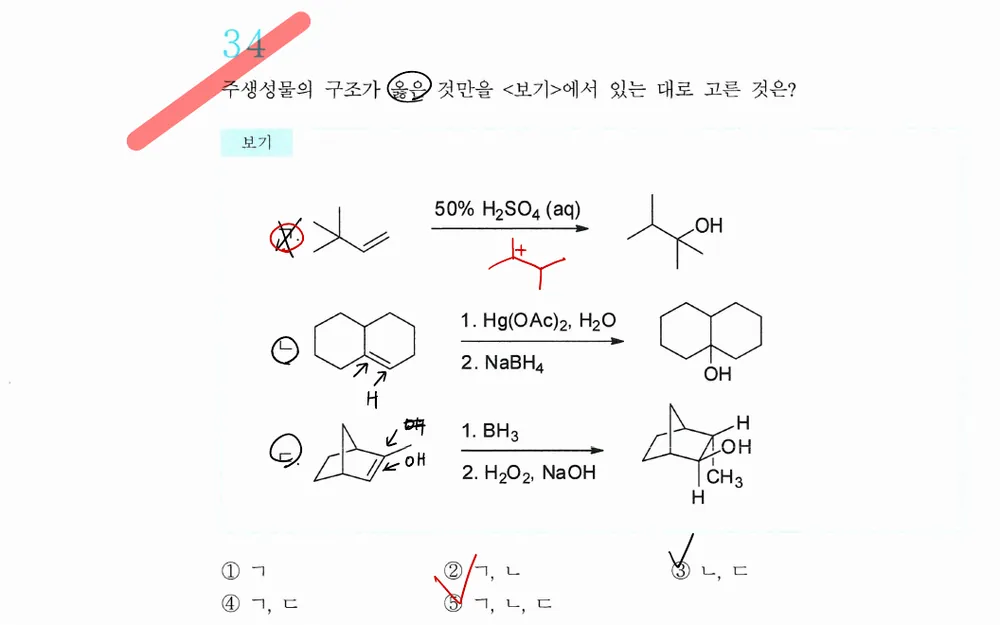 34
주생성물의 구조가 옳은 것만을 <보기>에서 있는 대로 고른 것은?
보기
ㄱ.
50% H₂SO₄ (aq)
OH
+
ㄴ
1. Hg(OAc)₂, H₂O
2. NaBH₄
H
OH
ㄷ
OH
OH
1. BH₃
2. H₂O₂, NaOH
H
OH
CH₃
H
① ㄱ
② ㄱ, ㄴ
③ ㄴ, ㄷ
④ ㄱ, ㄷ
⑤ ㄱ, ㄴ, ㄷ